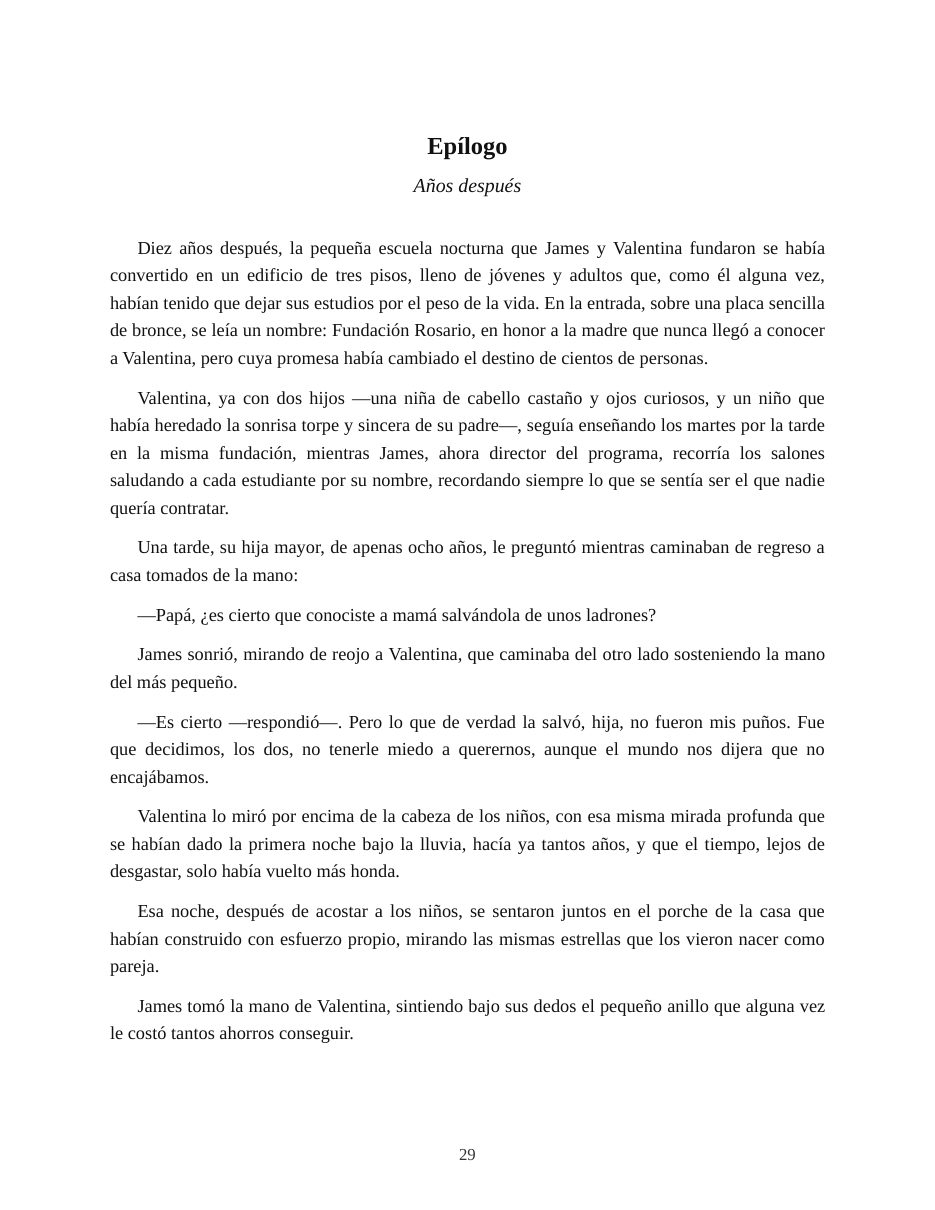 Epílogo
Años después
Diez años después, la pequeña escuela nocturna que James y Valentina fundaron se había
convertido en un edificio de tres pisos, lleno de jóvenes y adultos que, como él alguna vez,
habían tenido que dejar sus estudios por el peso de la vida. En la entrada, sobre una placa sencilla
de bronce, se leía un nombre: Fundación Rosario, en honor a la madre que nunca llegó a conocer
a Valentina, pero cuya promesa había cambiado el destino de cientos de personas.
Valentina, ya con dos hijos —una niña de cabello castaño y ojos curiosos, y un niño que
había heredado la sonrisa torpe y sincera de su padre—, seguía enseñando los martes por la tarde
en la misma fundación, mientras James, ahora director del programa, recorría los salones
saludando a cada estudiante por su nombre, recordando siempre lo que se sentía ser el que nadie
quería contratar.
Una tarde, su hija mayor, de apenas ocho años, le preguntó mientras caminaban de regreso a
casa tomados de la mano:
—Papá, ¿es cierto que conociste a mamá salvándola de unos ladrones?
James sonrió, mirando de reojo a Valentina, que caminaba del otro lado sosteniendo la mano
del más pequeño.
—Es cierto —respondió—. Pero lo que de verdad la salvó, hija, no fueron mis puños. Fue
que decidimos, los dos, no tenerle miedo a querernos, aunque el mundo nos dijera que no
encajábamos.
Valentina lo miró por encima de la cabeza de los niños, con esa misma mirada profunda que
se habían dado la primera noche bajo la lluvia, hacía ya tantos años, y que el tiempo, lejos de
desgastar, solo había vuelto más honda.
Esa noche, después de acostar a los niños, se sentaron juntos en el porche de la casa que
habían construido con esfuerzo propio, mirando las mismas estrellas que los vieron nacer como
pareja.
James tomó la mano de Valentina, sintiendo bajo sus dedos el pequeño anillo que alguna vez
le costó tantos ahorros conseguir.
29